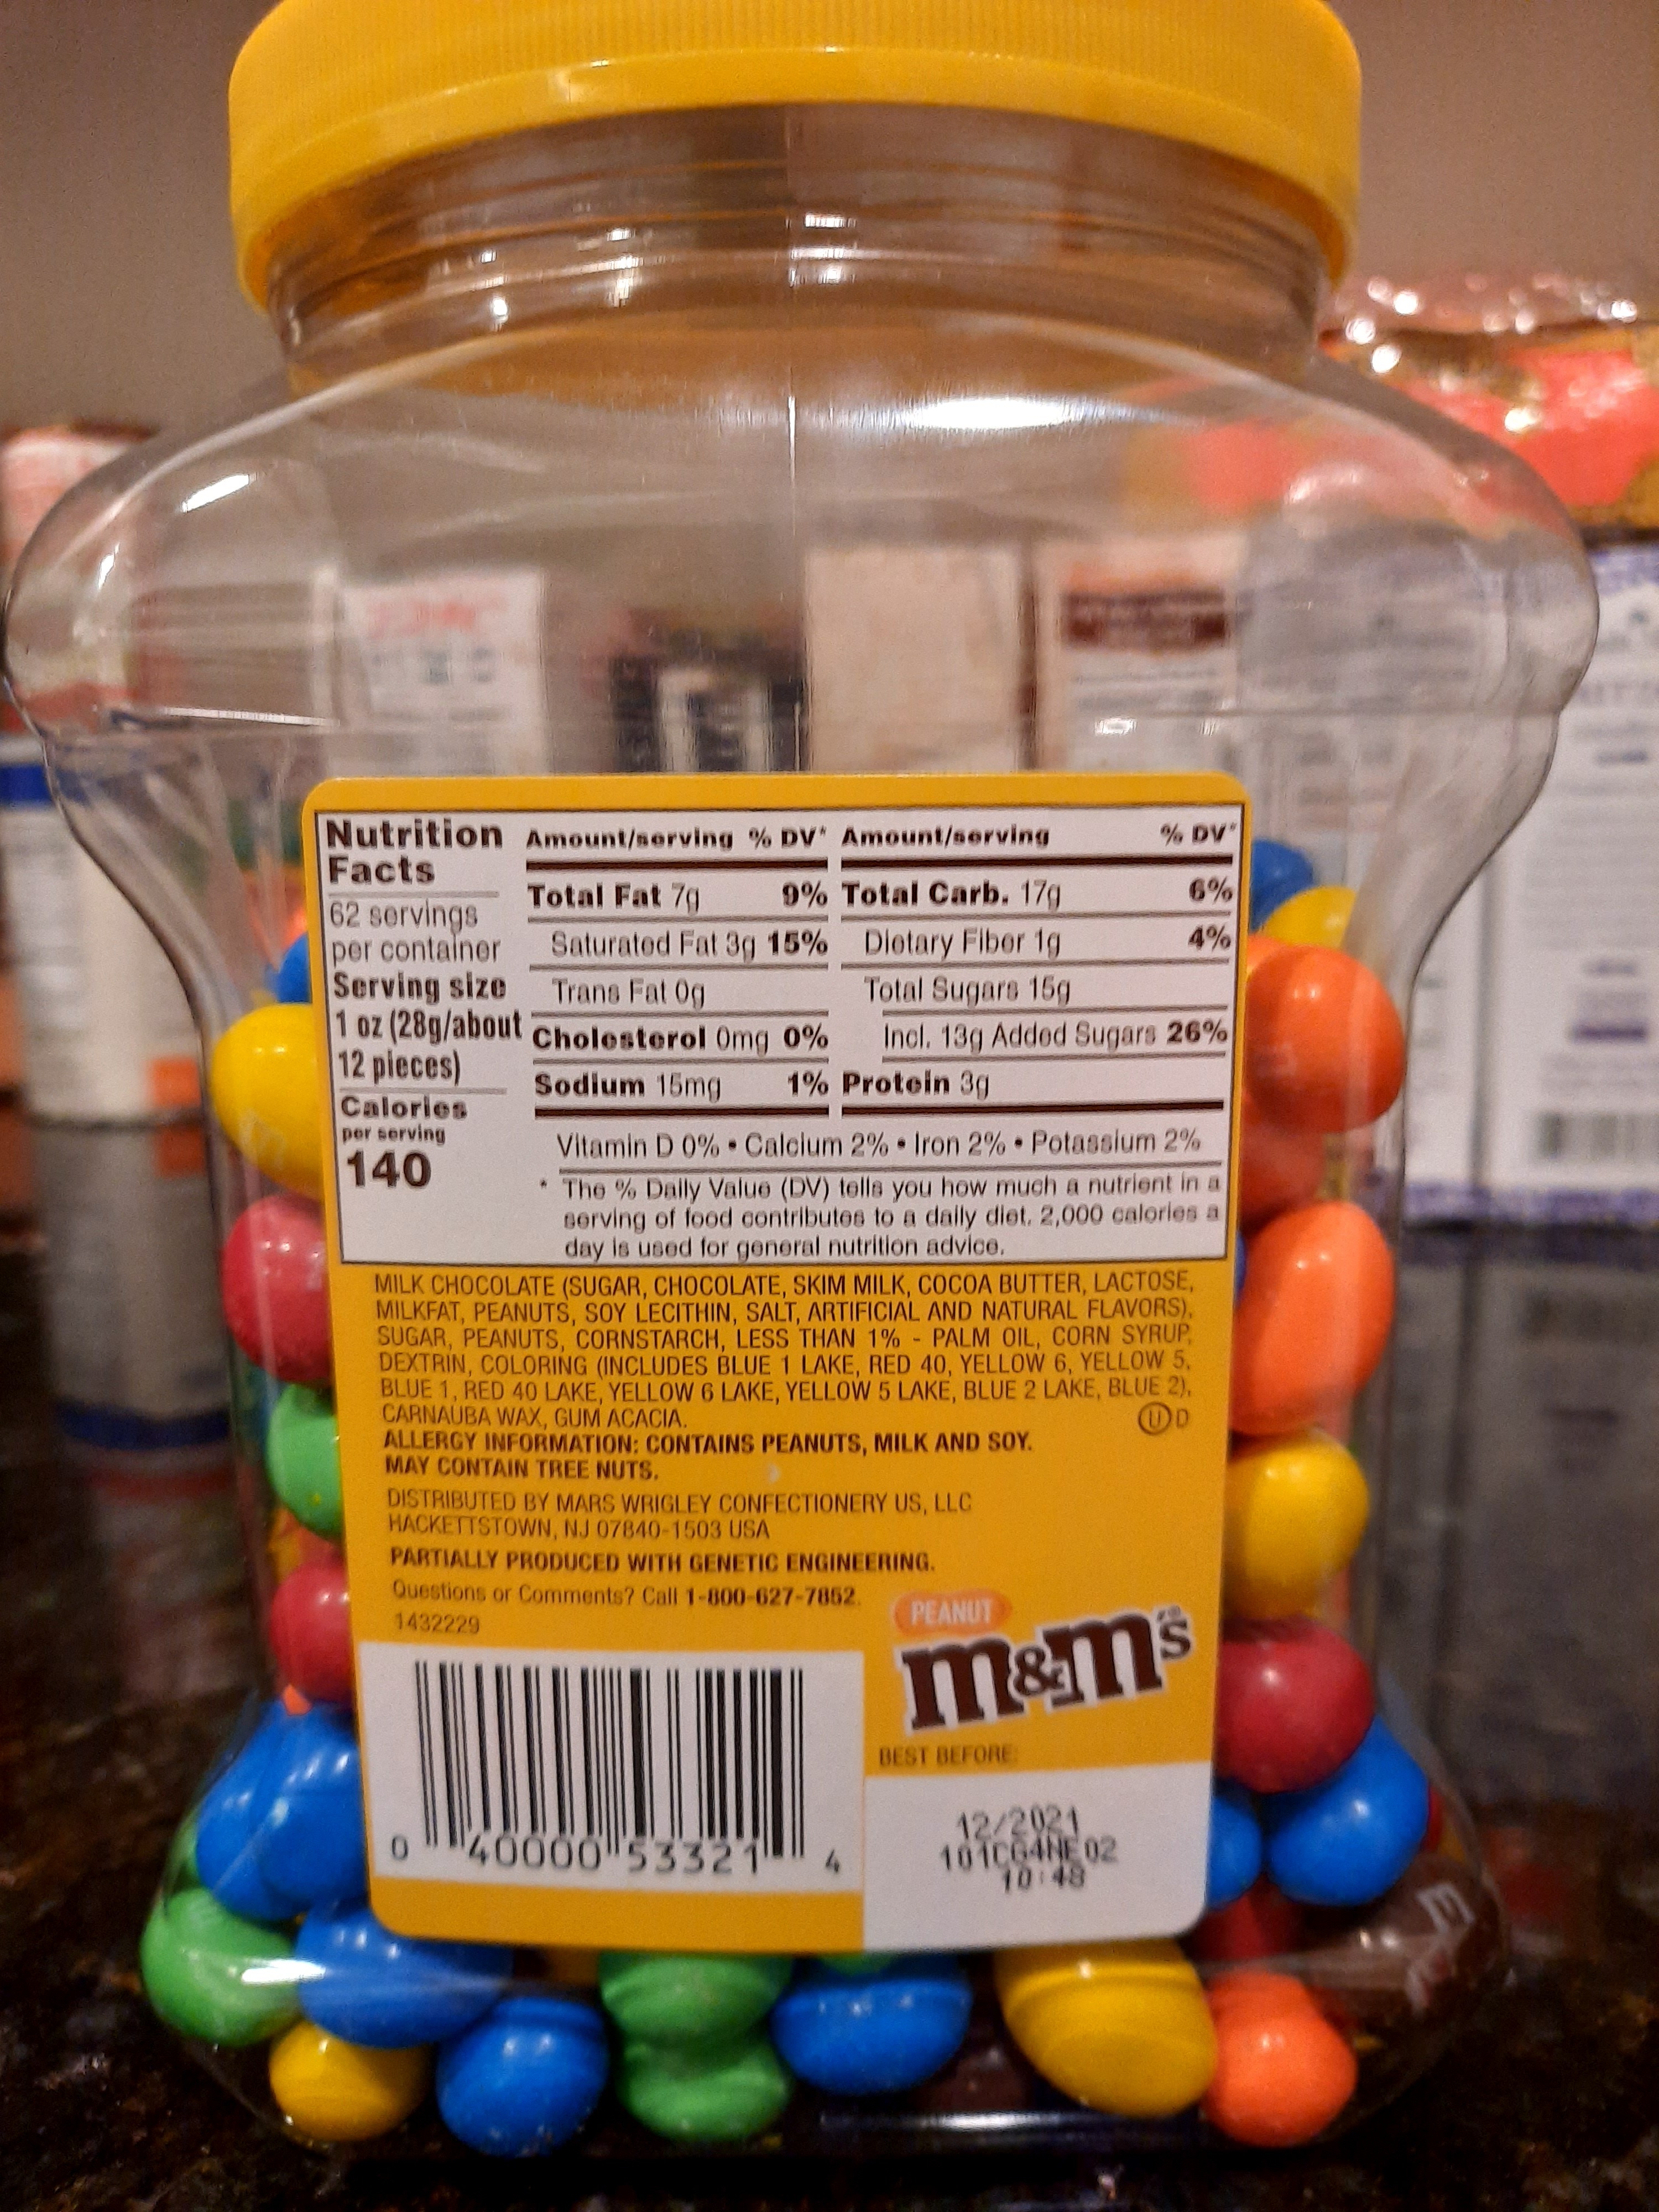 Nutrition
Facts
62 servings
per container
Serving size
1 oz (28g/about
12 pieces)
Calories
per serving
140
Amount/serving % DV*
Total Fat 7g 9%
Saturated Fat 3g 15%
Trans Fat 0g
Cholesterol 0mg 0%
Sodium 15mg 1%
Amount/serving % DV*
Total Carb. 17g 6%
Dietary Fiber 1g 4%
Total Sugars 15g
Incl. 13g Added Sugars 26%
Protein 3g
Vitamin D 0% • Calcium 2% • Iron 2% • Potassium 2%
* The % Daily Value (DV) tells you how much a nutrient in a
serving of food contributes to a daily diet. 2,000 calories a
day is used for general nutrition advice.
MILK CHOCOLATE (SUGAR, CHOCOLATE, SKIM MILK, COCOA BUTTER, LACTOSE,
MILKFAT, PEANUTS, SOY LECITHIN, SALT, ARTIFICIAL AND NATURAL FLAVORS),
SUGAR, PEANUTS, CORNSTARCH, LESS THAN 1% - PALM OIL, CORN SYRUP,
DEXTRIN, COLORING (INCLUDES BLUE 1 LAKE, RED 40, YELLOW 6, YELLOW 5,
BLUE 1, RED 40 LAKE, YELLOW 6 LAKE, YELLOW 5 LAKE, BLUE 2 LAKE, BLUE 2),
CARNAUBA WAX, GUM ACACIA.
U D
ALLERGY INFORMATION: CONTAINS PEANUTS, MILK AND SOY.
MAY CONTAIN TREE NUTS.
DISTRIBUTED BY MARS WRIGLEY CONFECTIONERY US, LLC
HACKETTSTOWN, NJ 07840-1503 USA
PARTIALLY PRODUCED WITH GENETIC ENGINEERING.
Questions or Comments? Call 1-800-627-7852.
1432229
PEANUT
m&m's
BEST BEFORE:
12/2021
101CG4NE02
10:48
0 40000 53321 4